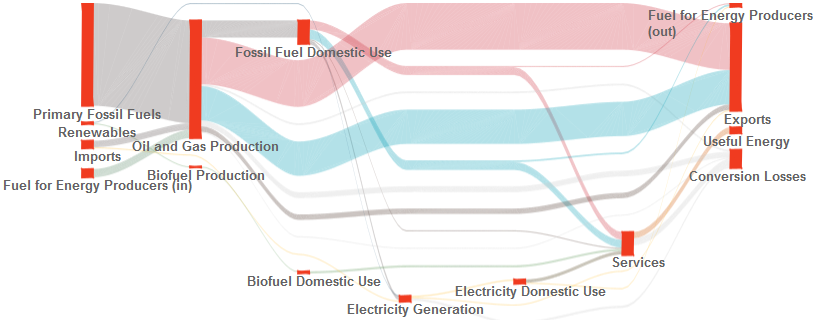 Fuel for Energy Producers
(out)
Fossil Fuel Domestic Use
Primary Fossil Fuels
Exports
Renewables
Useful Energy
Oil and Gas Production
Imports
Biofuel Production
Conversion Losses
Fuel for Energy Producers (in)
Services
Biofuel Domestic Use
Electricity Domestic Use
Electricity Generation